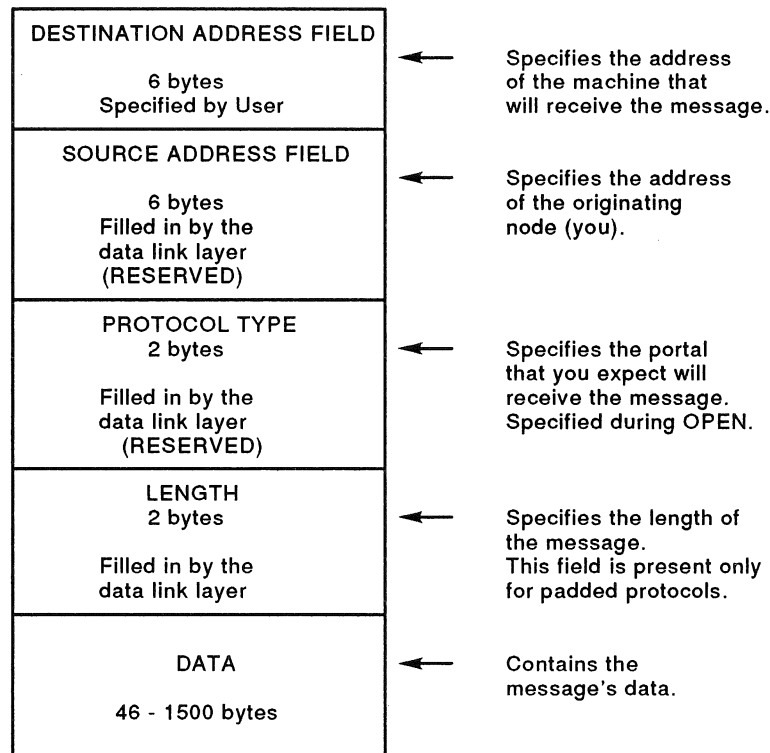 DESTINATION ADDRESS FIELD
6 bytes
Specified by User
Specifies the address
of the machine that
will receive the message.
SOURCE ADDRESS FIELD
6 bytes
Filled in by the
data link layer
(RESERVED)
Specifies the address
of the originating
node (you).
PROTOCOL TYPE
2 bytes
Filled in by the
data link layer
(RESERVED)
Specifies the portal
that you expect will
receive the message.
Specified during OPEN.
LENGTH
2 bytes
Filled in by the
data link layer
Specifies the length of
the message.
This field is present only
for padded protocols.
DATA
46 - 1500 bytes
Contains the
message's data.